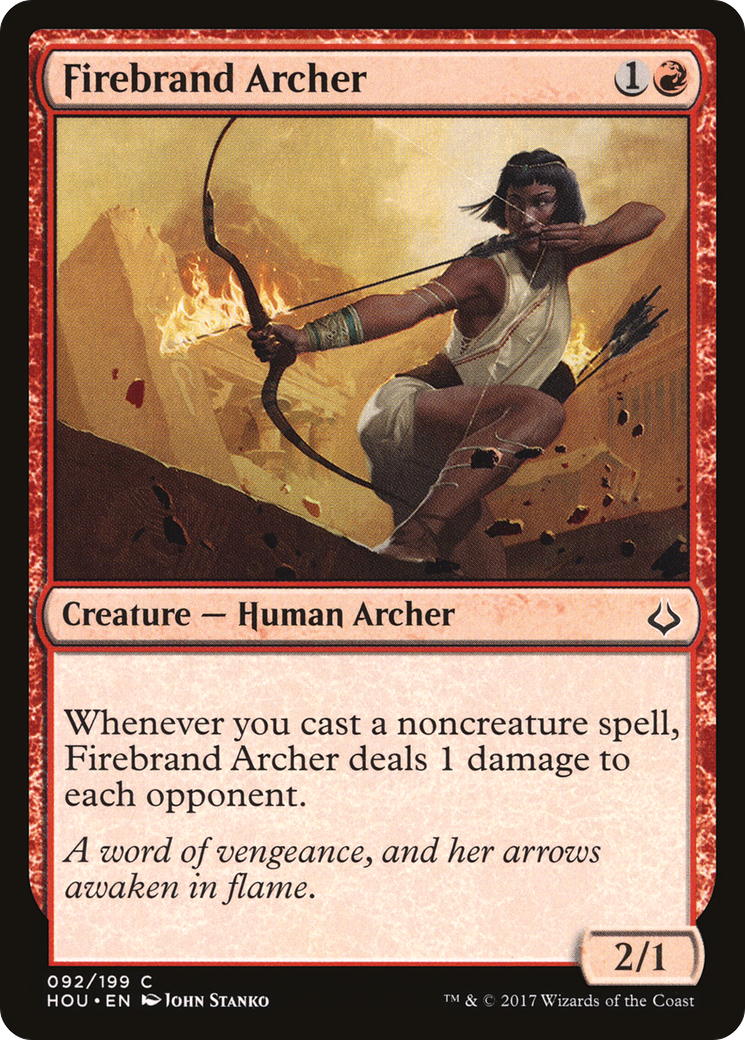 Firebrand Archer 1
Creature — Human Archer
Whenever you cast a noncreature spell,
Firebrand Archer deals 1 damage to
each opponent.
A word of vengeance, and her arrows
awaken in flame.
2/1
092/199 C
HOU • EN John Stanko
™ & © 2017 Wizards of the Coast